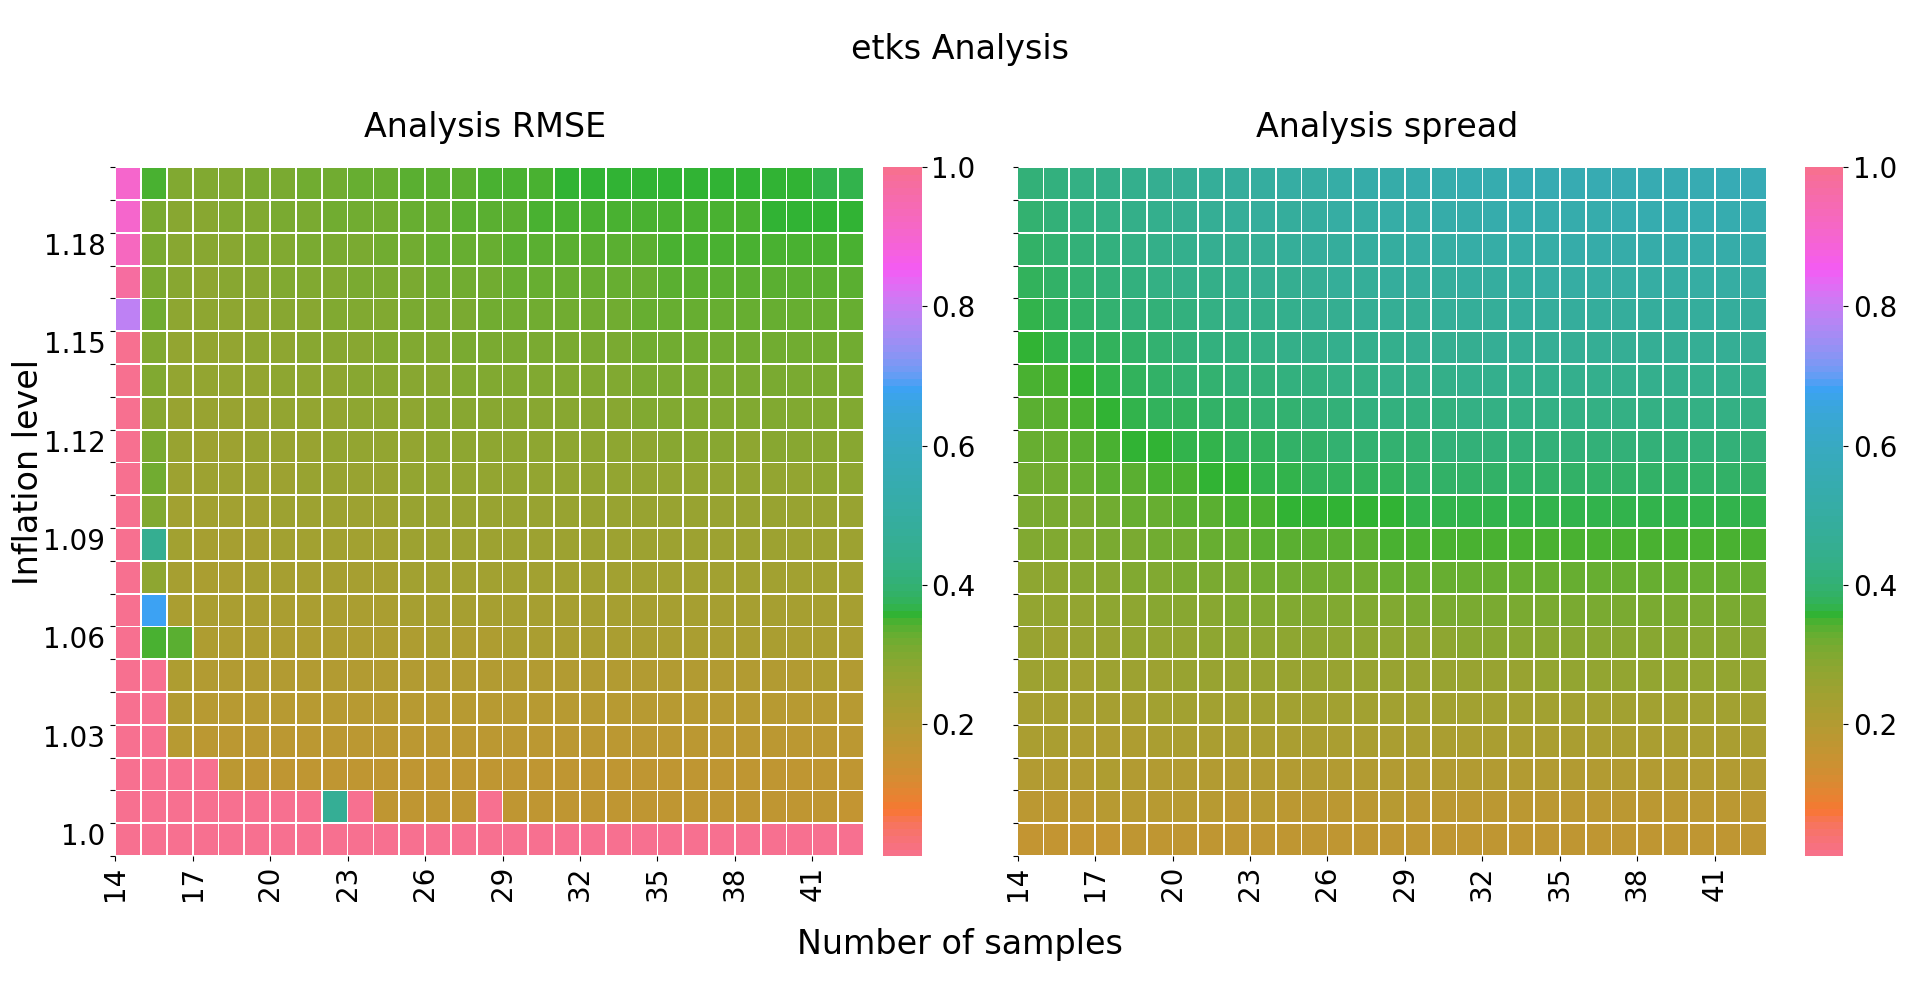 etks Analysis
Analysis RMSE
Analysis spread
Inflation level
1.18
1.15
1.12
1.09
1.06
1.03
1.0
14 17 20 23 26 29 32 35 38 41
1.0
0.8
0.6
0.4
0.2
14 17 20 23 26 29 32 35 38 41
1.0
0.8
0.6
0.4
0.2
Number of samples